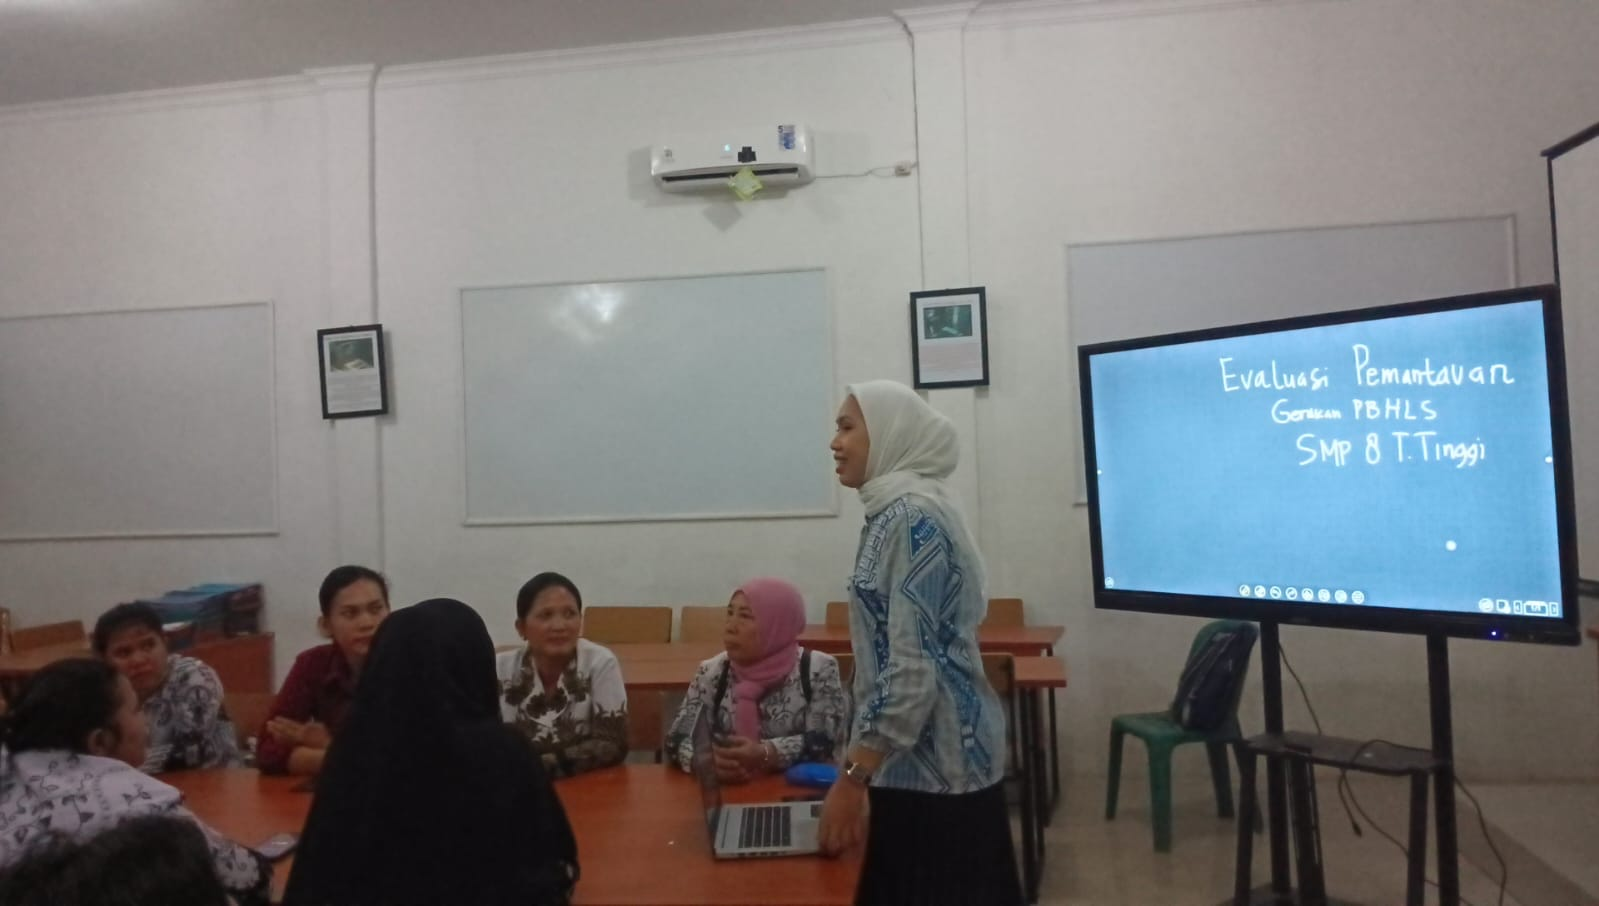 Evaluasi Pemantauan
Gerakan PBHLS
SMP 8 T.Tinggi